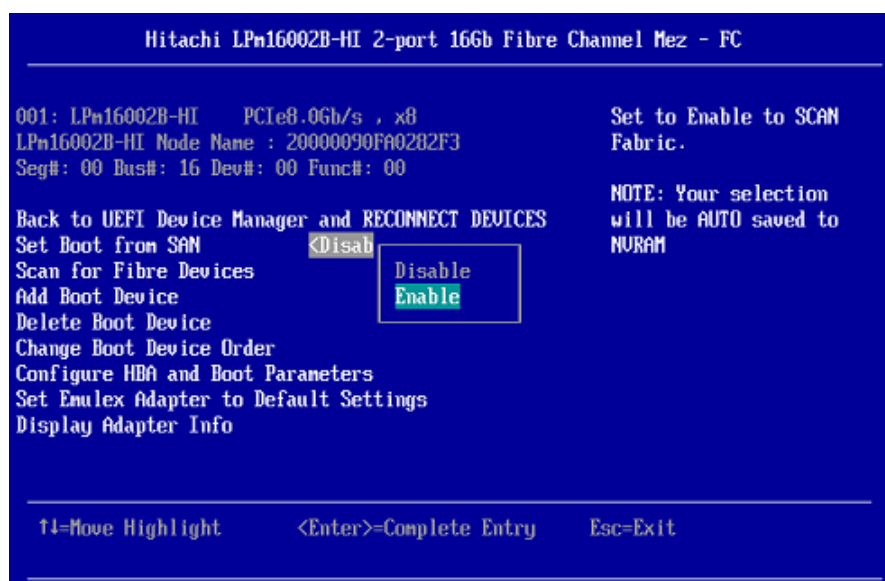 Hitachi LPm16002B-HI 2-port 16Gb Fibre Channel Mez - FC
001: LPm16002B-HI PCIe8.0Gb/s , x8
LPm16002B-HI Node Name : 20000090FA0282F3
Seg#: 00 Bus#: 16 Dev#: 00 Func#: 00
Back to UEFI Device Manager and RECONNECT DEVICES
Set Boot from SAN <Disab
Scan for Fibre Devices
Add Boot Device
Delete Boot Device
Change Boot Device Order
Configure HBA and Boot Parameters
Set Emulex Adapter to Default Settings
Display Adapter Info
Disable
Enable
Set to Enable to SCAN
Fabric.
NOTE: Your selection
will be AUTO saved to
NVRAM
↑↓=Move Highlight <Enter>=Complete Entry Esc=Exit